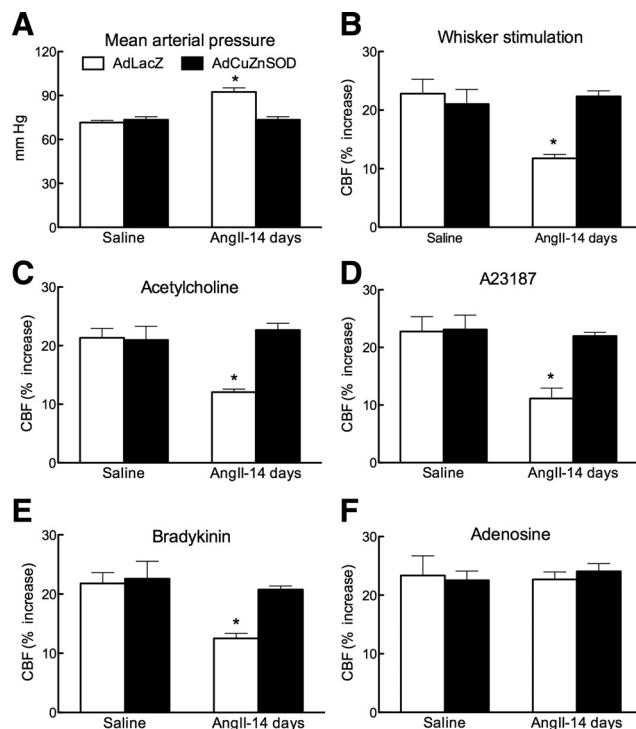 A
Mean arterial pressure
AdLacZ AdCuZnSOD
120
90
60
30
0
mm Hg
*
Saline AngII-14 days
B
Whisker stimulation
30
20
10
0
CBF (% increase)
*
Saline AngII-14 days
C
Acetylcholine
30
20
10
0
CBF (% increase)
*
Saline AngII-14 days
D
A23187
30
20
10
0
CBF (% increase)
*
Saline AngII-14 days
E
Bradykinin
30
20
10
0
CBF (% increase)
*
Saline AngII-14 days
F
Adenosine
30
20
10
0
CBF (% increase)
Saline AngII-14 days